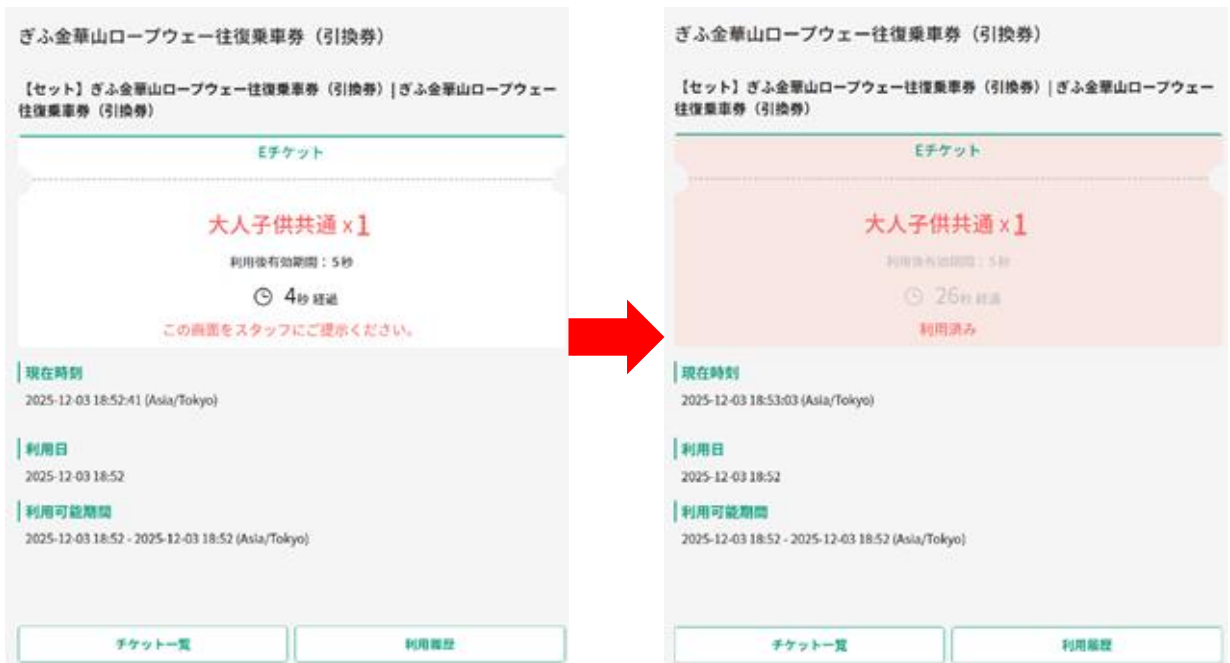 ぎふ金華山ロープウェー往復乗車券（引換券）
【セット】ぎふ金華山ロープウェー往復乗車券（引換券）| ぎふ金華山ロープウェー
往復乗車券（引換券）
Eチケット
大人子供共通 x 1
利用後有効期間：5秒
4秒 経過
この画面をスタッフにご提示ください。
現在時刻
2025-12-03 18:52:41 (Asia/Tokyo)
利用日
2025-12-03 18:52
利用可能期間
2025-12-03 18:52 - 2025-12-03 18:52 (Asia/Tokyo)
チケット一覧
利用履歴
ぎふ金華山ロープウェー往復乗車券（引換券）
【セット】ぎふ金華山ロープウェー往復乗車券（引換券）| ぎふ金華山ロープウェー
往復乗車券（引換券）
Eチケット
大人子供共通 x 1
利用後有効期間：5秒
26秒 経過
利用済み
現在時刻
2025-12-03 18:53:03 (Asia/Tokyo)
利用日
2025-12-03 18:52
利用可能期間
2025-12-03 18:52 - 2025-12-03 18:52 (Asia/Tokyo)
チケット一覧
利用履歴